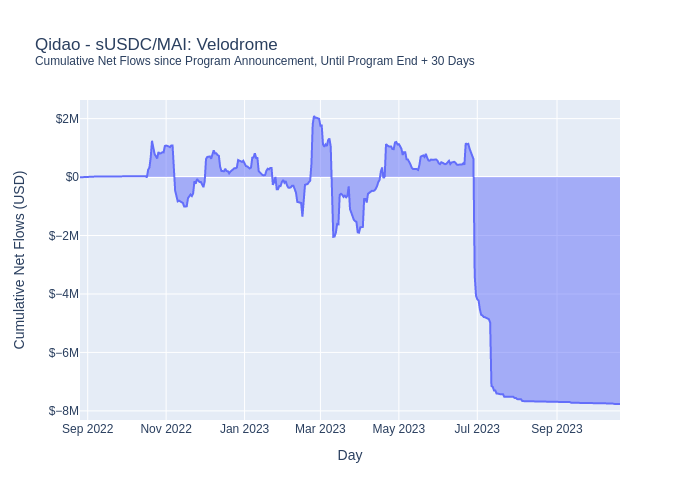 Qidao - sUSDC/MAI: Velodrome
Cumulative Net Flows since Program Announcement, Until Program End + 30 Days
Cumulative Net Flows (USD)
$2M
$0
$−2M
$−4M
$−6M
$−8M
Sep 2022
Nov 2022
Jan 2023
Mar 2023
May 2023
Jul 2023
Sep 2023
Day